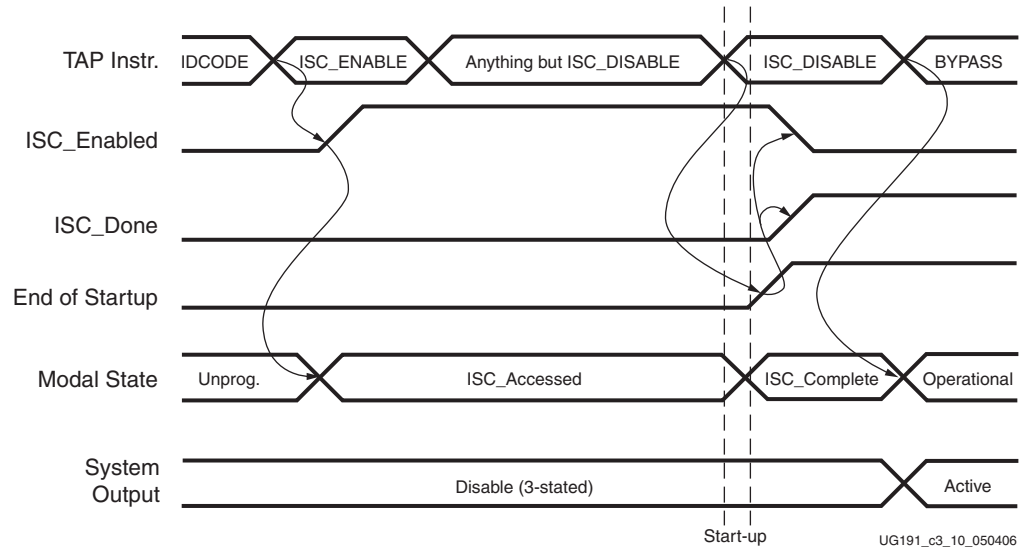 TAP Instr.
IDCODE
ISC_ENABLE
Anything but ISC_DISABLE
ISC_DISABLE
BYPASS
ISC_Enabled
ISC_Done
End of Startup
Modal State
Unprog.
ISC_Accessed
ISC_Complete
Operational
System
Output
Disable (3-stated)
Active
Start-up
UG191_c3_10_050406